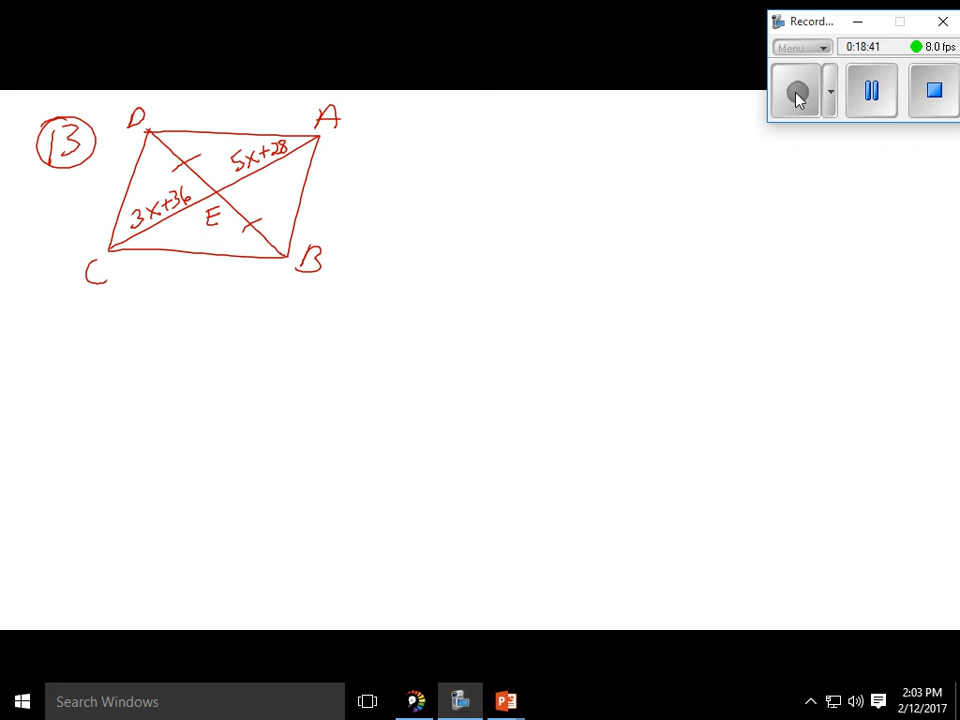 Record...
Menu
0:18:41
8.0 fps
13
D
A
5x+28
3x+36
E
C
B
Search Windows
2:03 PM
2/12/2017